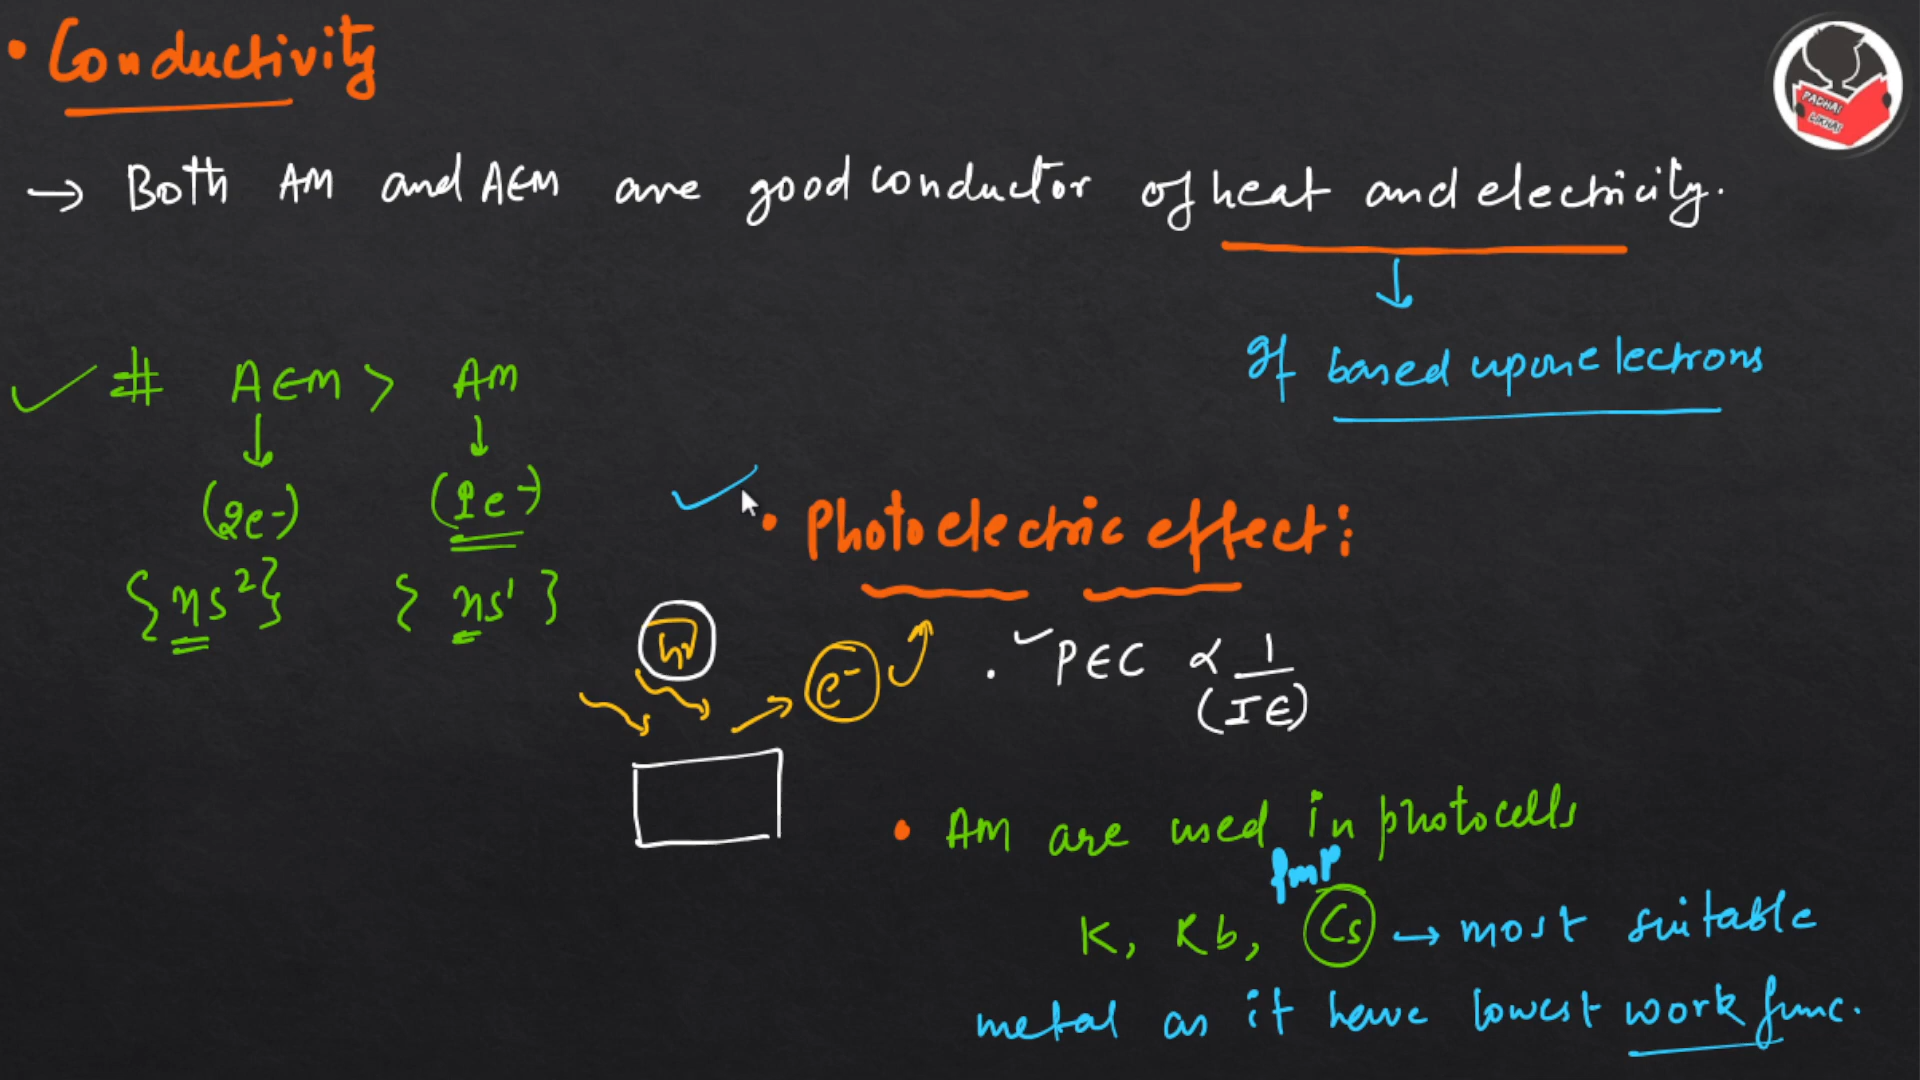 • Conductivity
PADHAI
LIKHAI
→ Both AM and AEM are good conductor of heat and electricity.
↓
If based upon electrons
✓ # AEM > AM
↓ ↓
(2e-) (1e-)
{ns²} {ns¹}
✓ • Photoelectric effect:
hν
e⁻
. ✓ PEC ∝ 1/(IE)
• AM are used in photocells
Imp
K, Rb, Cs → most suitable
metal as it have lowest work func.